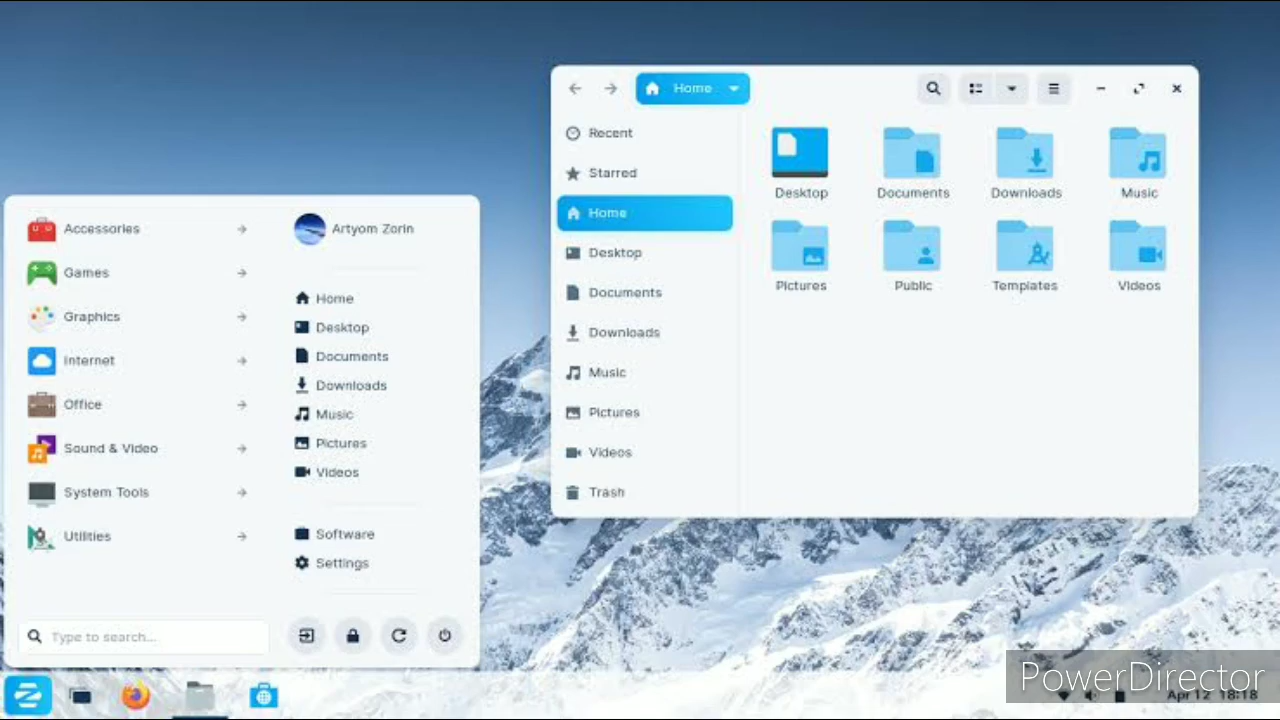 Home
Recent
Starred
Home
Desktop
Documents
Downloads
Music
Pictures
Videos
Trash
Desktop Documents Downloads Music
Pictures Public Templates Videos
Accessories
Games
Graphics
Internet
Office
Sound & Video
System Tools
Utilities
Type to search...
Artyom Zorin
Home
Desktop
Documents
Downloads
Music
Pictures
Videos
Software
Settings
PowerDirector
Apr 12 18:18